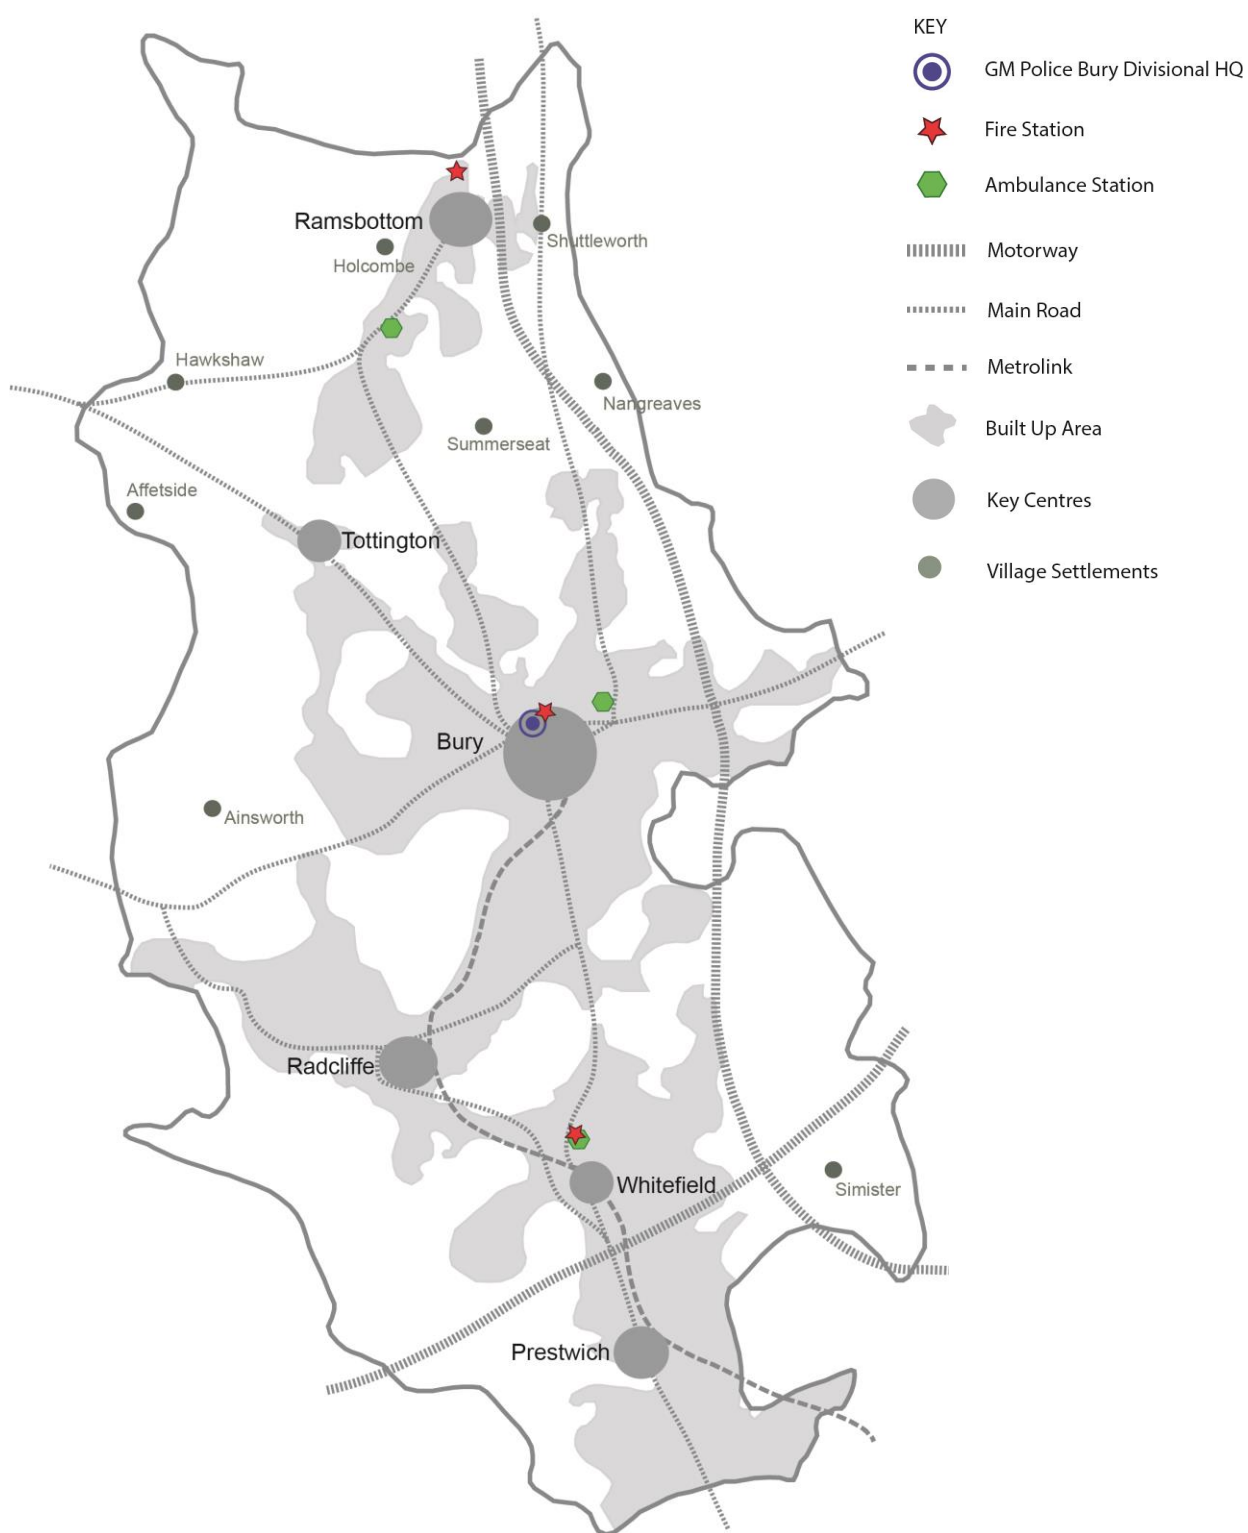 KEY
GM Police Bury Divisional HQ
Fire Station
Ambulance Station
Motorway
Main Road
Metrolink
Built Up Area
Key Centres
Village Settlements
Ramsbottom
Shuttleworth
Holcombe
Hawkshaw
Nangreaves
Summerseat
Affetside
Tottington
Bury
Ainsworth
Radcliffe
Whitefield
Simister
Prestwich